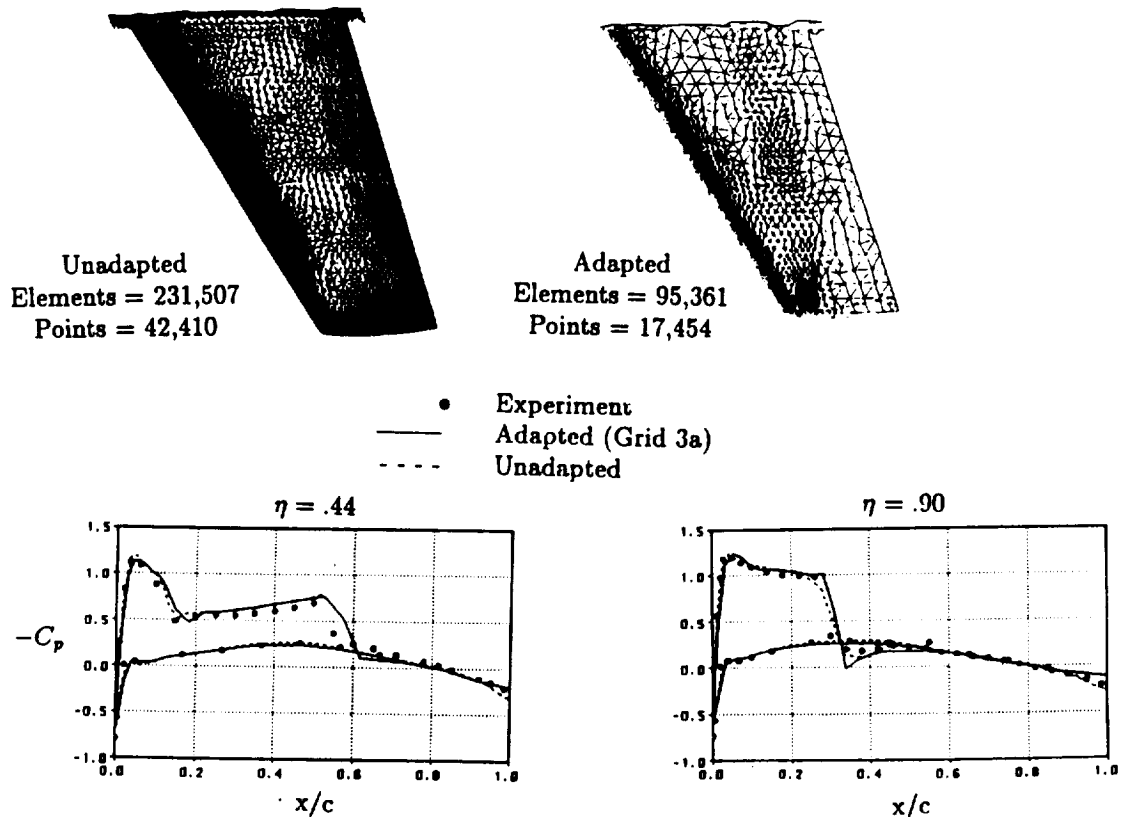 Unadapted
Elements = 231,507
Points = 42,410
Adapted
Elements = 95,361
Points = 17,454
Experiment
Adapted (Grid 3a)
Unadapted
η = .44
1.5
1.0
0.5
0.0
-0.5
-1.0
-Cp
0.0 0.2 0.4 0.6 0.8 1.0
x/c
η = .90
1.5
1.0
0.5
0.0
-0.5
-1.0
0.0 0.2 0.4 0.6 0.8 1.0
x/c